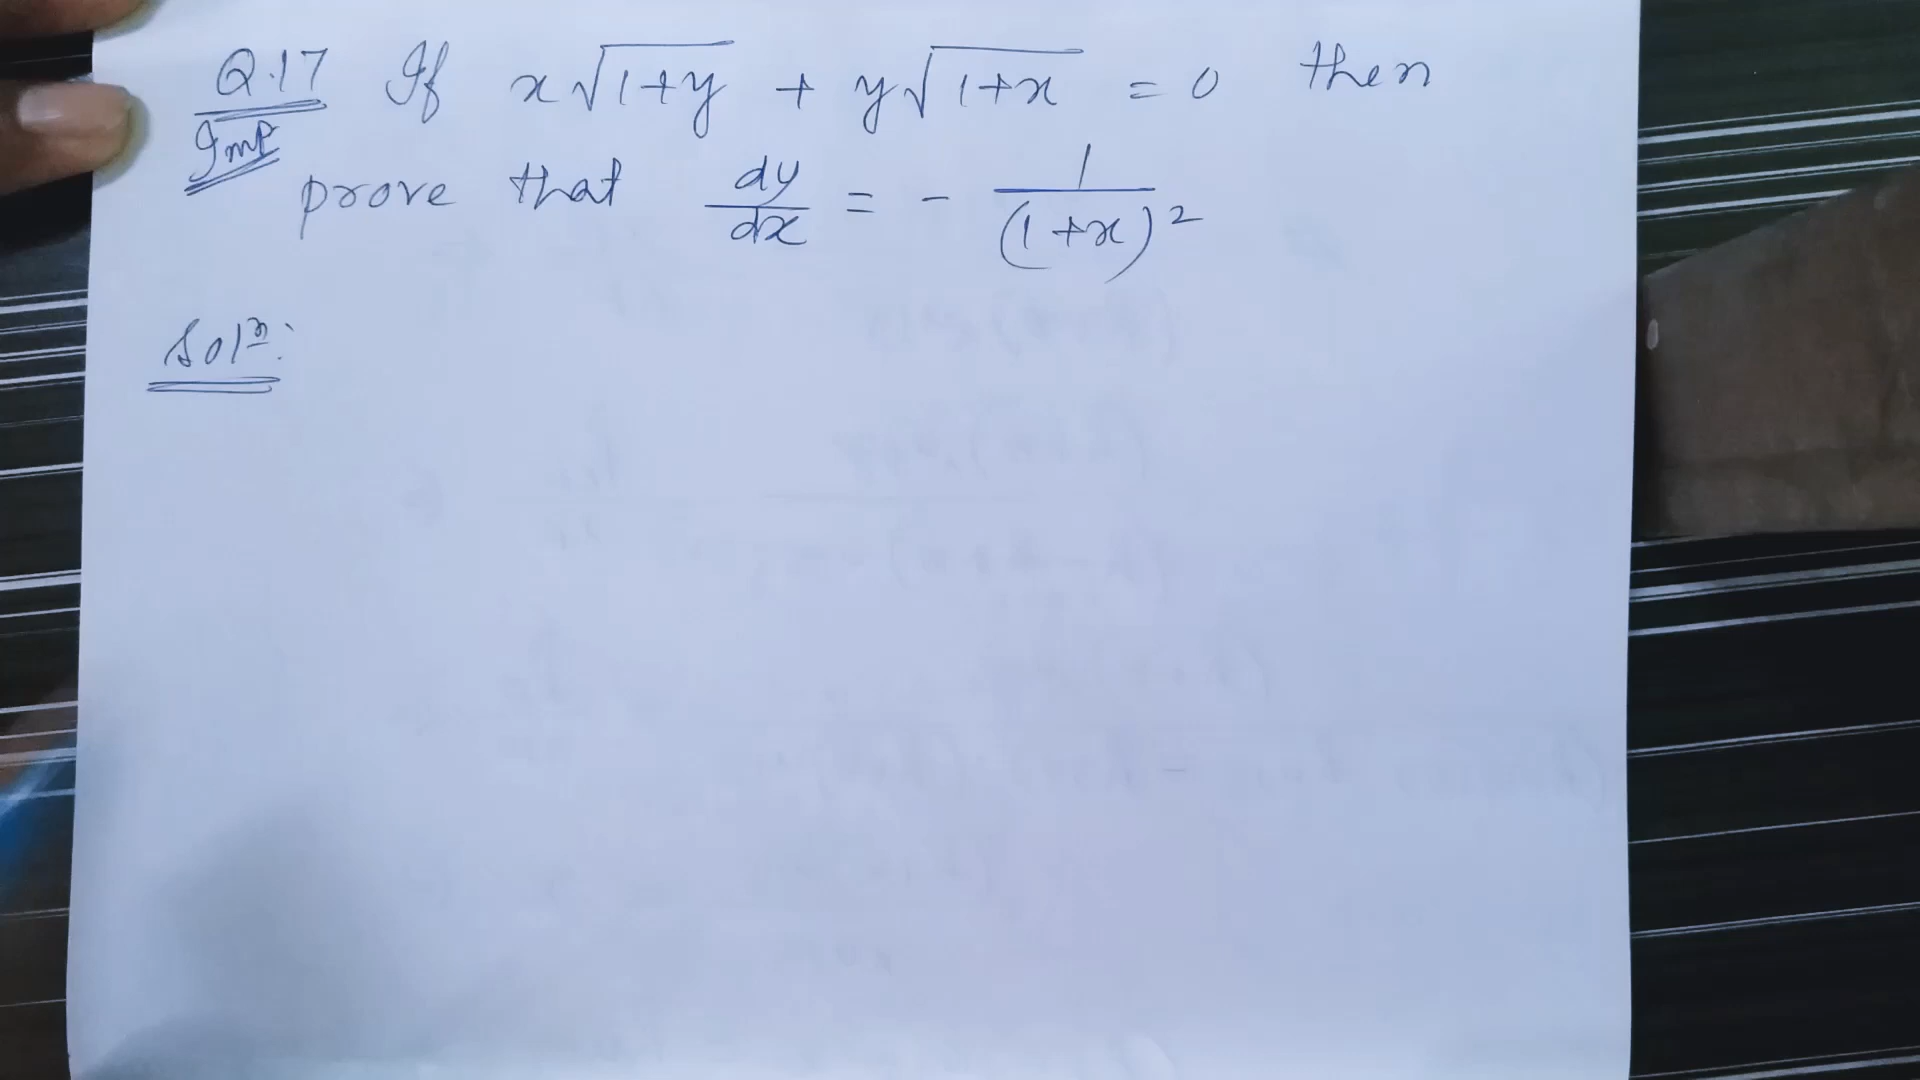 Q.17 If x√(1+y) + y√(1+x) = 0 then
Imp
prove that dy/dx = - 1/(1+x)²
Solⁿ: